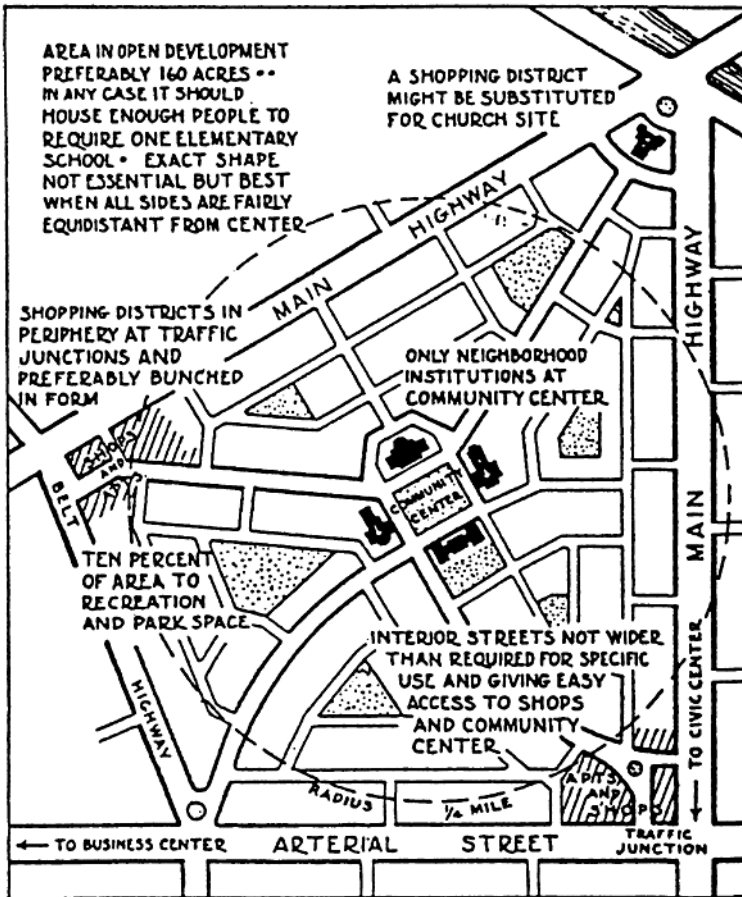 AREA IN OPEN DEVELOPMENT
PREFERABLY 160 ACRES ••
IN ANY CASE IT SHOULD
HOUSE ENOUGH PEOPLE TO
REQUIRE ONE ELEMENTARY
SCHOOL • EXACT SHAPE
NOT ESSENTIAL BUT BEST
WHEN ALL SIDES ARE FAIRLY
EQUIDISTANT FROM CENTER
A SHOPPING DISTRICT
MIGHT BE SUBSTITUTED
FOR CHURCH SITE
MAIN HIGHWAY
HIGHWAY
MAIN
SHOPPING DISTRICTS IN
PERIPHERY AT TRAFFIC
JUNCTIONS AND
PREFERABLY BUNCHED
IN FORM
ONLY NEIGHBORHOOD
INSTITUTIONS AT
COMMUNITY CENTER
SHOPS
AND
BELT
HIGHWAY
COMMUNITY
CENTER
TEN PERCENT
OF AREA TO
RECREATION
AND PARK SPACE
INTERIOR STREETS NOT WIDER
THAN REQUIRED FOR SPECIFIC
USE AND GIVING EASY
ACCESS TO SHOPS
AND COMMUNITY
CENTER
TO CIVIC CENTER
RADIUS
1/4 MILE
APTS
AND
SHOPS
TRAFFIC
JUNCTION
← TO BUSINESS CENTER
ARTERIAL STREET